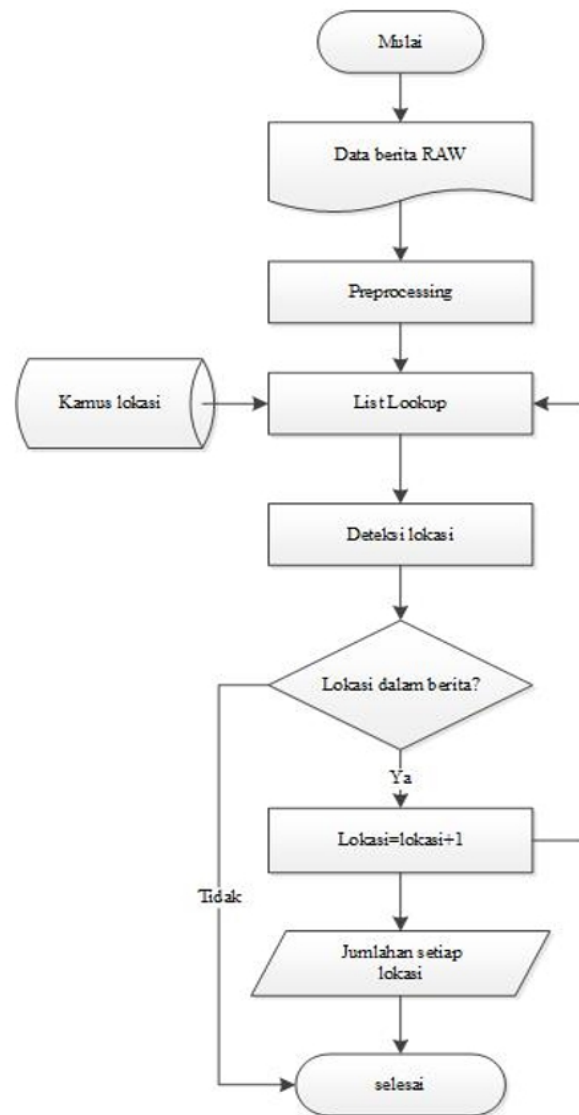 Mulai
Data berita RAW
Preprocessing
Kamus lokasi
List Lookup
Deteksi lokasi
Lokasi dalam berita?
Ya
Lokasi=lokasi+1
Tidak
Jumlahan setiap
lokasi
selesai